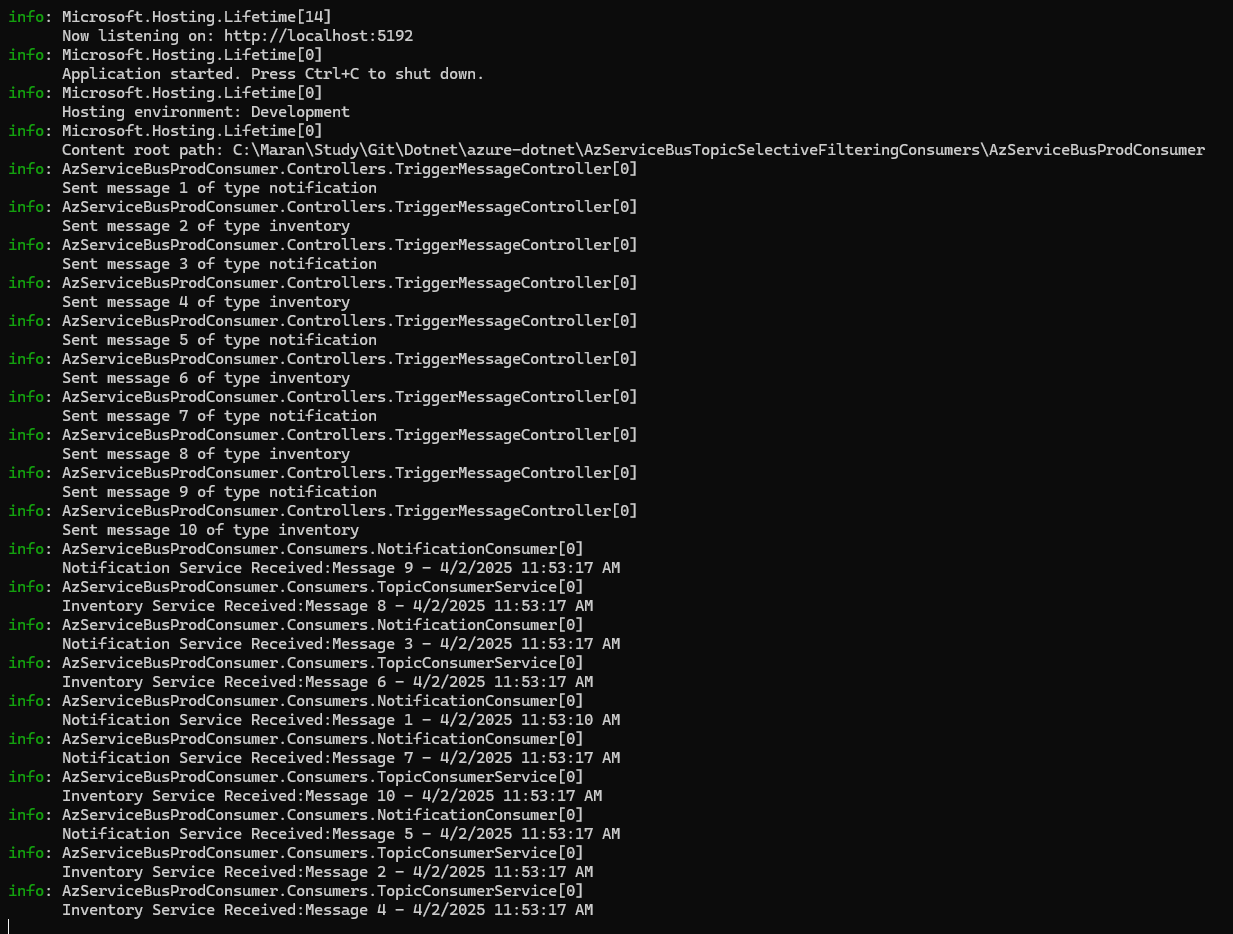 info: Microsoft.Hosting.Lifetime[14]
      Now listening on: http://localhost:5192
info: Microsoft.Hosting.Lifetime[0]
      Application started. Press Ctrl+C to shut down.
info: Microsoft.Hosting.Lifetime[0]
      Hosting environment: Development
info: Microsoft.Hosting.Lifetime[0]
      Content root path: C:\Maran\Study\Git\Dotnet\azure-dotnet\AzServiceBusTopicSelectiveFilteringConsumers\AzServiceBusProdConsumer
info: AzServiceBusProdConsumer.Controllers.TriggerMessageController[0]
      Sent message 1 of type notification
info: AzServiceBusProdConsumer.Controllers.TriggerMessageController[0]
      Sent message 2 of type inventory
info: AzServiceBusProdConsumer.Controllers.TriggerMessageController[0]
      Sent message 3 of type notification
info: AzServiceBusProdConsumer.Controllers.TriggerMessageController[0]
      Sent message 4 of type inventory
info: AzServiceBusProdConsumer.Controllers.TriggerMessageController[0]
      Sent message 5 of type notification
info: AzServiceBusProdConsumer.Controllers.TriggerMessageController[0]
      Sent message 6 of type inventory
info: AzServiceBusProdConsumer.Controllers.TriggerMessageController[0]
      Sent message 7 of type notification
info: AzServiceBusProdConsumer.Controllers.TriggerMessageController[0]
      Sent message 8 of type inventory
info: AzServiceBusProdConsumer.Controllers.TriggerMessageController[0]
      Sent message 9 of type notification
info: AzServiceBusProdConsumer.Controllers.TriggerMessageController[0]
      Sent message 10 of type inventory
info: AzServiceBusProdConsumer.Consumers.NotificationConsumer[0]
      Notification Service Received:Message 9 - 4/2/2025 11:53:17 AM
info: AzServiceBusProdConsumer.Consumers.TopicConsumerService[0]
      Inventory Service Received:Message 8 - 4/2/2025 11:53:17 AM
info: AzServiceBusProdConsumer.Consumers.NotificationConsumer[0]
      Notification Service Received:Message 3 - 4/2/2025 11:53:17 AM
info: AzServiceBusProdConsumer.Consumers.TopicConsumerService[0]
      Inventory Service Received:Message 6 - 4/2/2025 11:53:17 AM
info: AzServiceBusProdConsumer.Consumers.NotificationConsumer[0]
      Notification Service Received:Message 1 - 4/2/2025 11:53:10 AM
info: AzServiceBusProdConsumer.Consumers.NotificationConsumer[0]
      Notification Service Received:Message 7 - 4/2/2025 11:53:17 AM
info: AzServiceBusProdConsumer.Consumers.TopicConsumerService[0]
      Inventory Service Received:Message 10 - 4/2/2025 11:53:17 AM
info: AzServiceBusProdConsumer.Consumers.NotificationConsumer[0]
      Notification Service Received:Message 5 - 4/2/2025 11:53:17 AM
info: AzServiceBusProdConsumer.Consumers.TopicConsumerService[0]
      Inventory Service Received:Message 2 - 4/2/2025 11:53:17 AM
info: AzServiceBusProdConsumer.Consumers.TopicConsumerService[0]
      Inventory Service Received:Message 4 - 4/2/2025 11:53:17 AM